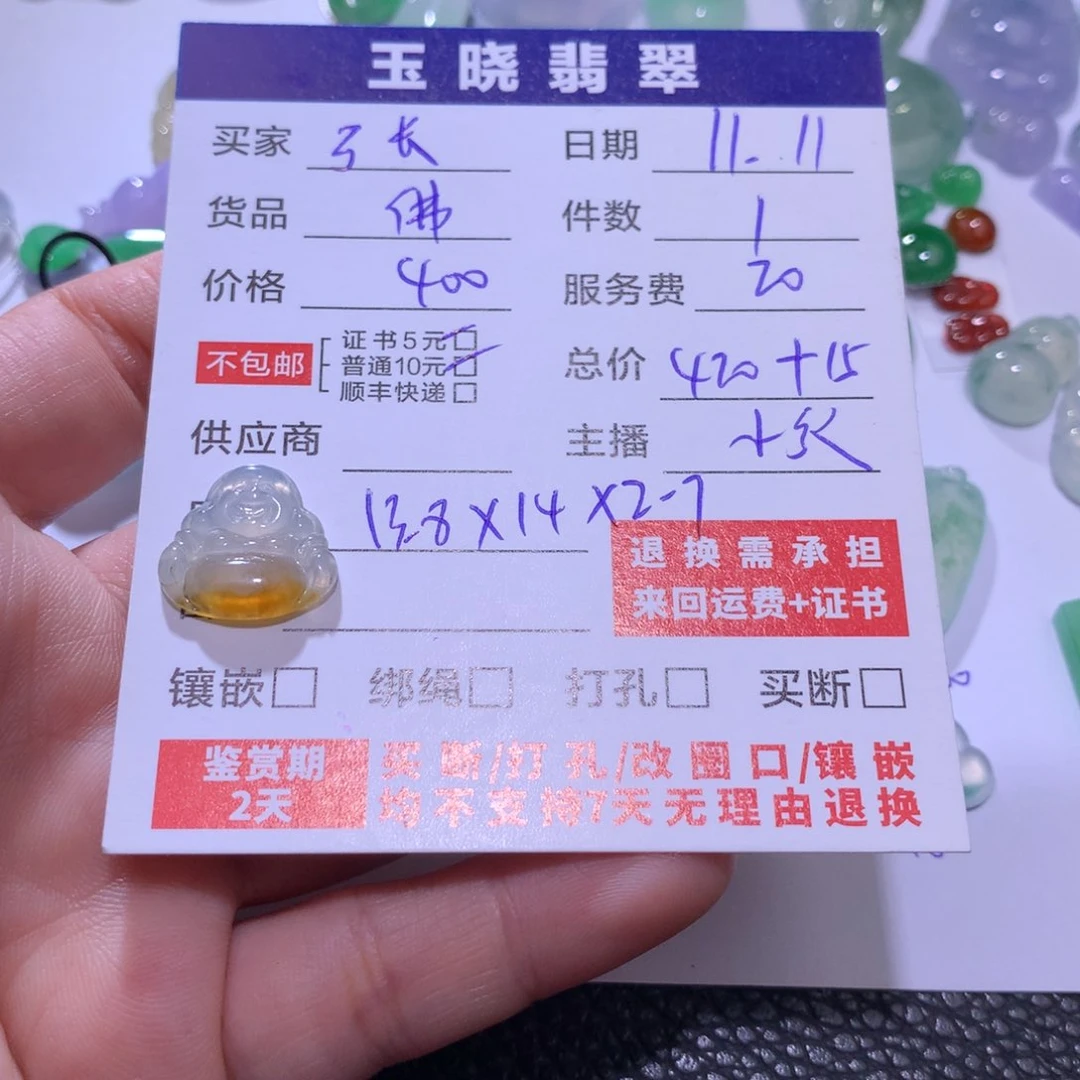 玉晓翡翠
买家 弓长 日期 11.11
货品 佛 件数 1
价格 400 服务费 20
不包邮 证书5元 总价 420+15
普通10元
顺丰快递
供应商 主播
14×2-7
退换需承担
来回运费+证书
镶嵌 绑绳 打孔 买断
鉴赏期 买断/打孔/改圈口/镶嵌
2天 均不支持7天无理由退换